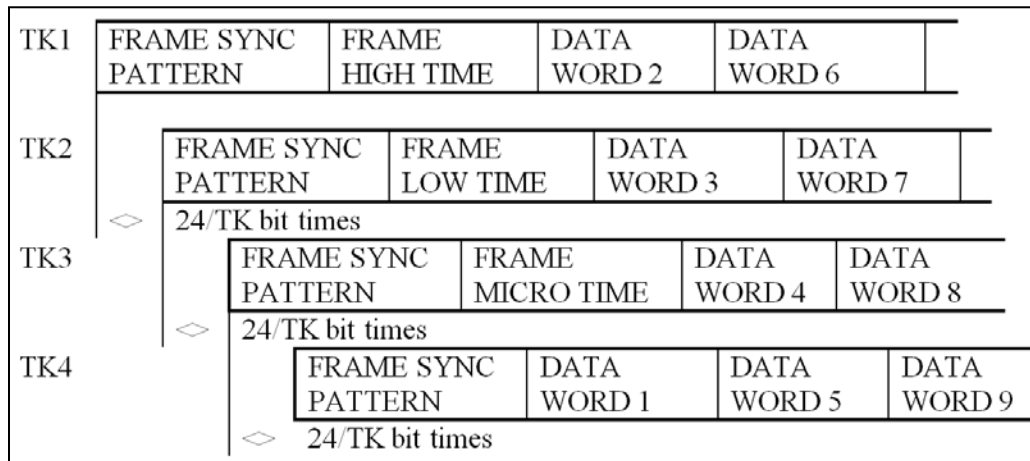 TK1 FRAME SYNC FRAME DATA DATA
PATTERN HIGH TIME WORD 2 WORD 6
TK2 FRAME SYNC FRAME DATA DATA
PATTERN LOW TIME WORD 3 WORD 7
24/TK bit times
TK3 FRAME SYNC FRAME DATA DATA
PATTERN MICRO TIME WORD 4 WORD 8
24/TK bit times
TK4 FRAME SYNC DATA DATA DATA
PATTERN WORD 1 WORD 5 WORD 9
24/TK bit times